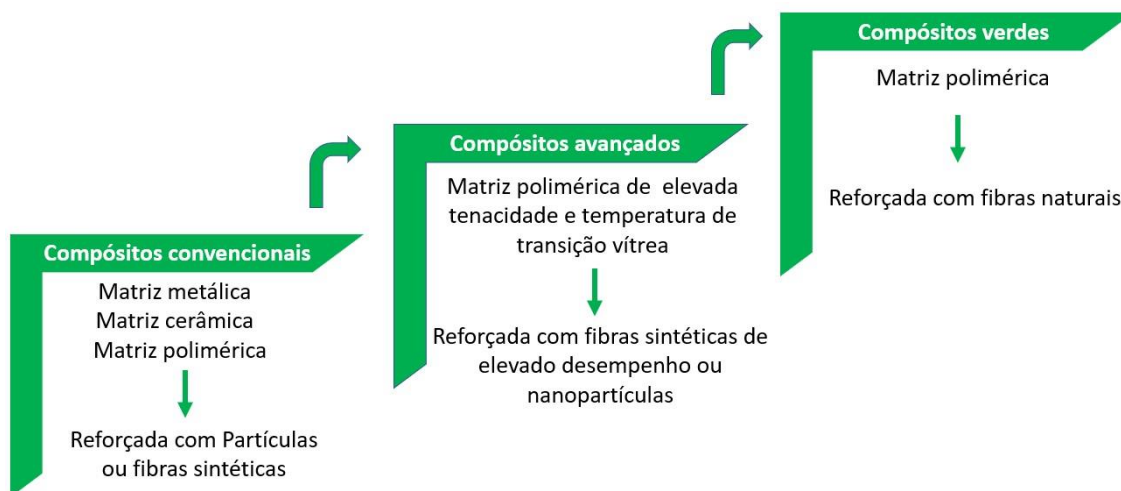 Compósitos convencionais
Matriz metálica
Matriz cerâmica
Matriz polimérica
Reforçada com Partículas
ou fibras sintéticas
Compósitos avançados
Matriz polimérica de elevada
tenacidade e temperatura de
transição vítrea
Reforçada com fibras sintéticas de
elevado desempenho ou
nanopartículas
Compósitos verdes
Matriz polimérica
Reforçada com fibras naturais